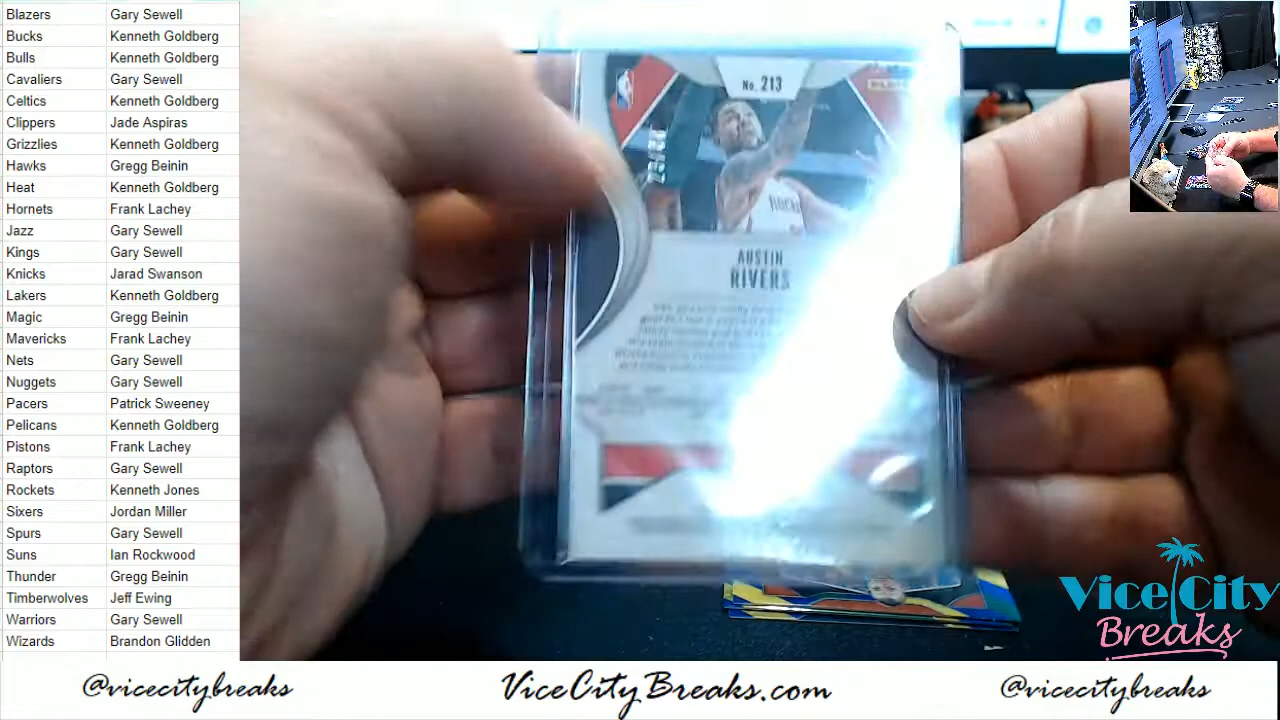 Blazers Gary Sewell
Bucks Kenneth Goldberg
Bulls Kenneth Goldberg
Cavaliers Gary Sewell
Celtics Kenneth Goldberg
Clippers Jade Aspiras
Grizzlies Kenneth Goldberg
Hawks Gregg Beinin
Heat Kenneth Goldberg
Hornets Frank Lachey
Jazz Gary Sewell
Kings Gary Sewell
Knicks Jarad Swanson
Lakers Kenneth Goldberg
Magic Gregg Beinin
Mavericks Frank Lachey
Nets Gary Sewell
Nuggets Gary Sewell
Pacers Patrick Sweeney
Pelicans Kenneth Goldberg
Pistons Frank Lachey
Raptors Gary Sewell
Rockets Kenneth Jones
Sixers Jordan Miller
Spurs Gary Sewell
Suns Ian Rockwood
Thunder Gregg Beinin
Timberwolves Jeff Ewing
Warriors Gary Sewell
Wizards Brandon Glidden
No. 213
AUSTIN
RIVERS
Vice City
Breaks
@vicecitybreaks
ViceCityBreaks.com
@vicecitybreaks